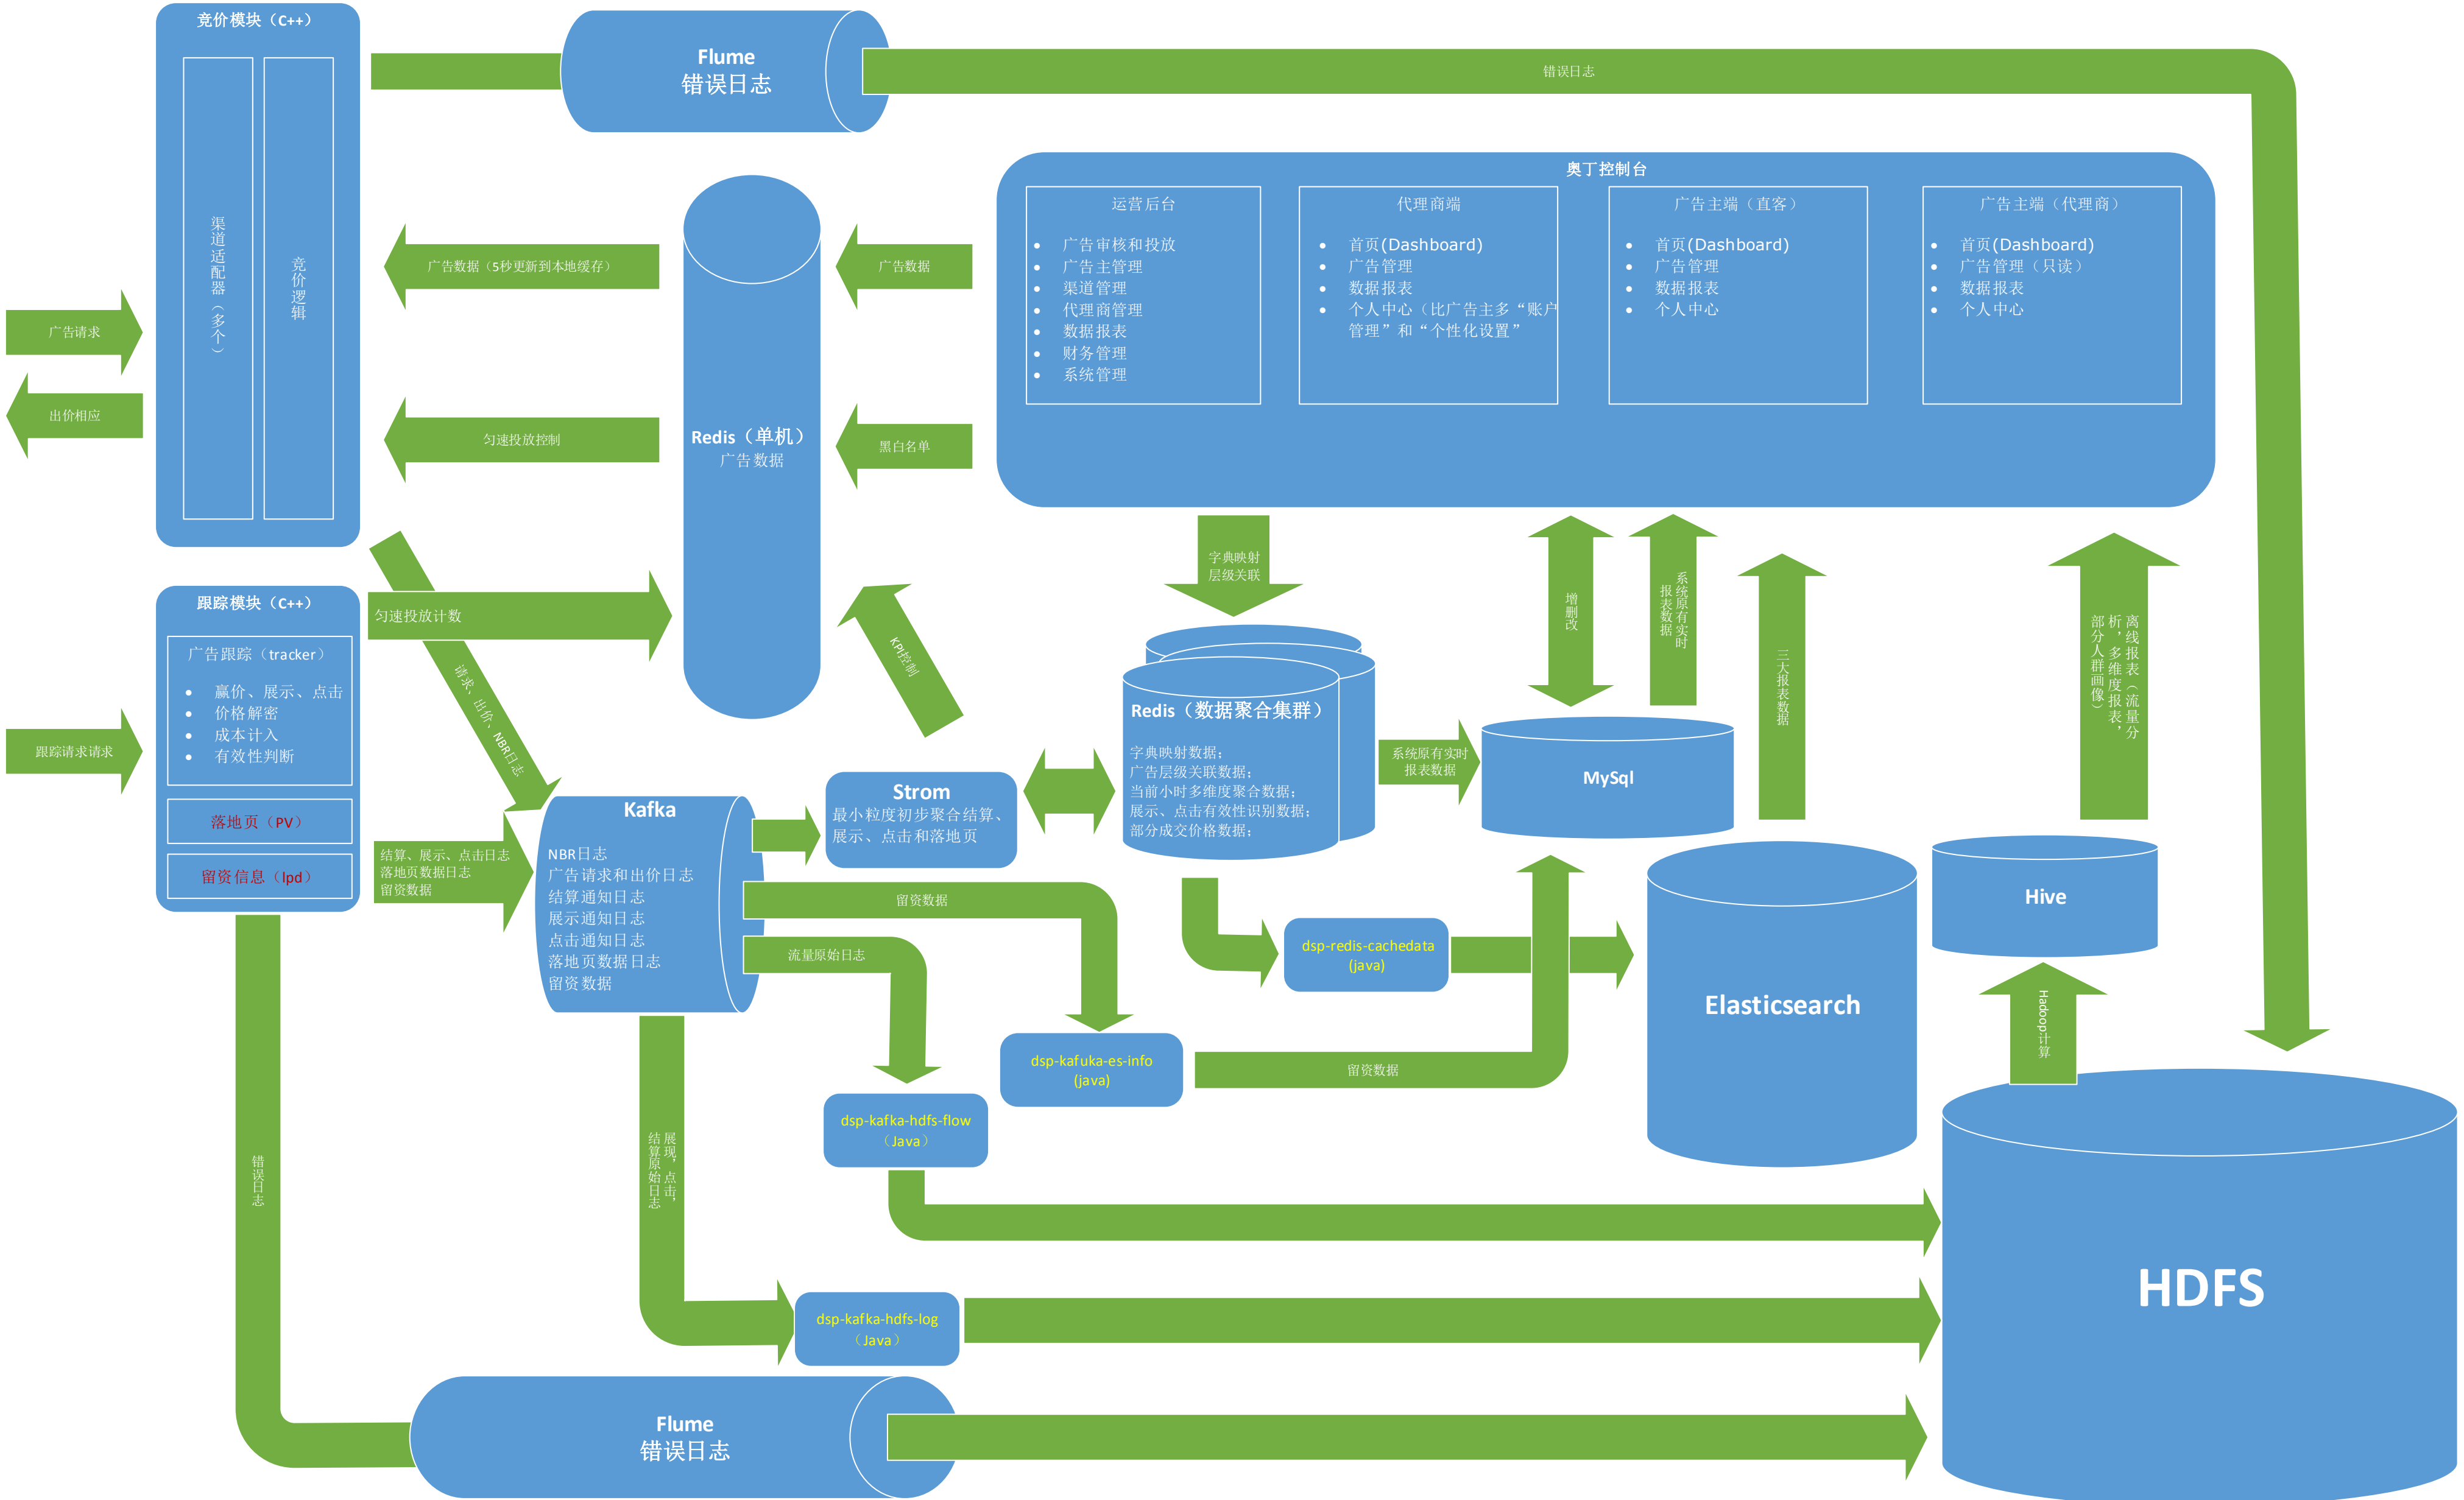 竞价模块（C++）
渠道适配器（多个）
竞价逻辑
Flume
错误日志
错误日志
奥丁控制台
运营后台
• 广告审核和投放
• 广告主管理
• 渠道管理
• 代理商管理
• 数据报表
• 财务管理
• 系统管理
代理商端
• 首页(Dashboard)
• 广告管理
• 数据报表
• 个人中心（比广告主多“账户
管理”和“个性化设置”
广告主端（直客）
• 首页(Dashboard)
• 广告管理
• 数据报表
• 个人中心
广告主端（代理商）
• 首页(Dashboard)
• 广告管理（只读）
• 数据报表
• 个人中心
广告请求
出价相应
广告数据（5秒更新到本地缓存）
匀速投放控制
Redis（单机）
广告数据
广告数据
黑白名单
跟踪模块（C++）
广告跟踪（tracker）
• 赢价、展示、点击
• 价格解密
• 成本计入
• 有效性判断
落地页（PV）
留资信息（lpd）
跟踪请求请求
匀速投放计数
请求、出价、NBR日志
KPI控制
字典映射
层级关联
增删改
系统原有实时
报表数据
三大报表数据
离线报表（流量分
析，多维度报表，
部分人群画像）
结算、展示、点击日志
落地页数据日志
留资数据
Kafka
NBR日志
广告请求和出价日志
结算通知日志
展示通知日志
点击通知日志
落地页数据日志
留资数据
Strom
最小粒度初步聚合结算、
展示、点击和落地页
Redis（数据聚合集群）
字典映射数据；
广告层级关联数据；
当前小时多维度聚合数据；
展示、点击有效性识别数据；
部分成交价格数据；
系统原有实时
报表数据
MySql
Elasticsearch
Hive
留资数据
流量原始日志
dsp-redis-cachedata
(java)
dsp-kafuka-es-info
(java)
留资数据
Hadoop计算
dsp-kafka-hdfs-flow
（Java）
展现，点击，
结算原始日志
错误日志
dsp-kafka-hdfs-log
（Java）
HDFS
Flume
错误日志